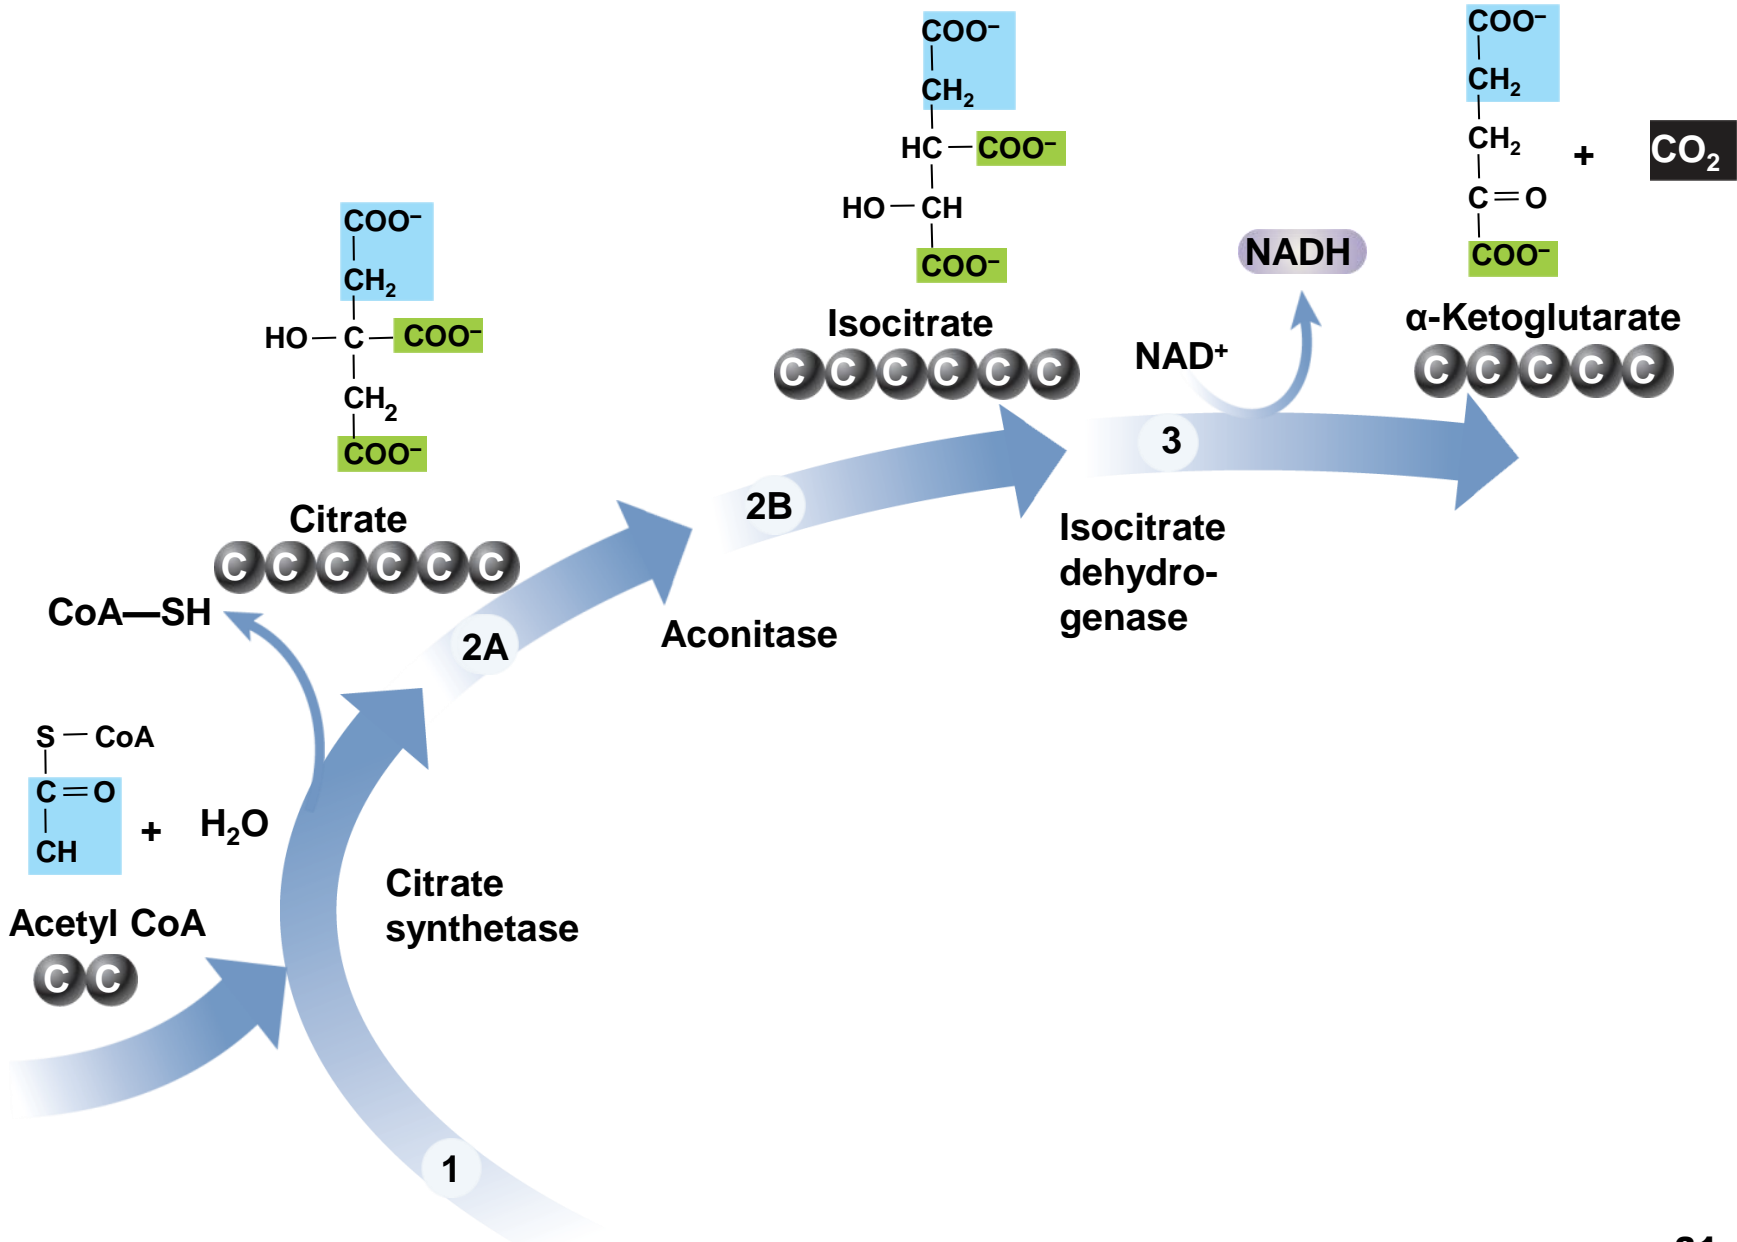 COO⁻
CH₂
HO—C—COO⁻
CH₂
COO⁻
Citrate
C C C C C C
COO⁻
CH₂
HC—COO⁻
HO—CH
COO⁻
Isocitrate
C C C C C C
COO⁻
CH₂
CH₂
C=O
COO⁻
+ CO₂
α-Ketoglutarate
C C C C C
NADH
NAD⁺
3
2B
Isocitrate
dehydro-
genase
CoA—SH
2A
Aconitase
S—CoA
C=O
CH
+ H₂O
Acetyl CoA
C C
Citrate
synthetase
1